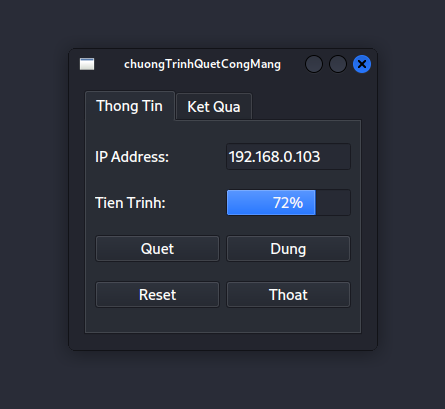 chuongTrinhQuetCongMang
Thong Tin Ket Qua
IP Address: 192.168.0.103
Tien Trinh: 72%
Quet Dung
Reset Thoat